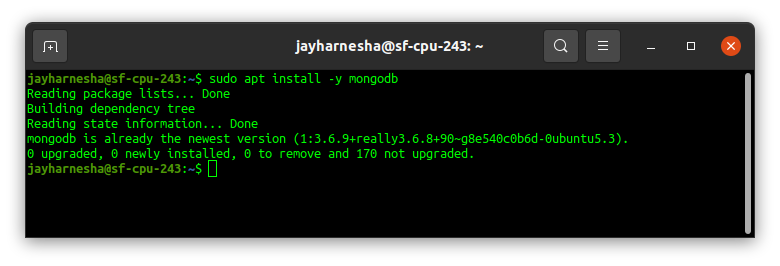 jayharnesha@sf-cpu-243: ~
jayharnesha@sf-cpu-243:~$ sudo apt install -y mongodb
Reading package lists... Done
Building dependency tree
Reading state information... Done
mongodb is already the newest version (1:3.6.9+really3.6.8+90~g8e540c0b6d-0ubuntu5.3).
0 upgraded, 0 newly installed, 0 to remove and 170 not upgraded.
jayharnesha@sf-cpu-243:~$